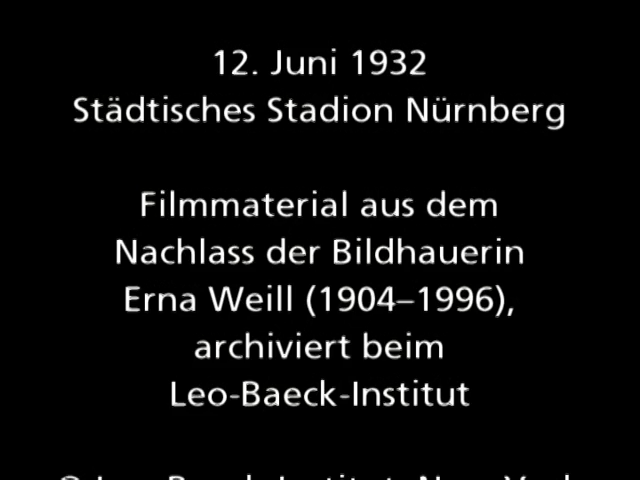 12. Juni 1932
Städtisches Stadion Nürnberg
Filmmaterial aus dem
Nachlass der Bildhauerin
Erna Weill (1904–1996),
archiviert beim
Leo-Baeck-Institut